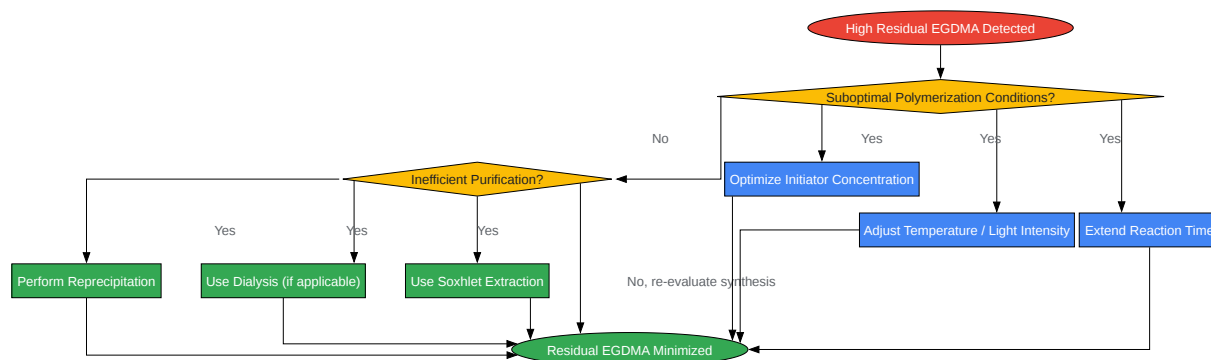 High Residual EGDMA Detected
Suboptimal Polymerization Conditions?
No
Yes
Yes
Yes
Inefficient Purification?
Optimize Initiator Concentration
Yes
Yes
Yes
Adjust Temperature / Light Intensity
Extend Reaction Time
Perform Reprecipitation
Use Dialysis (if applicable)
Use Soxhlet Extraction
No, re-evaluate synthesis
Residual EGDMA Minimized